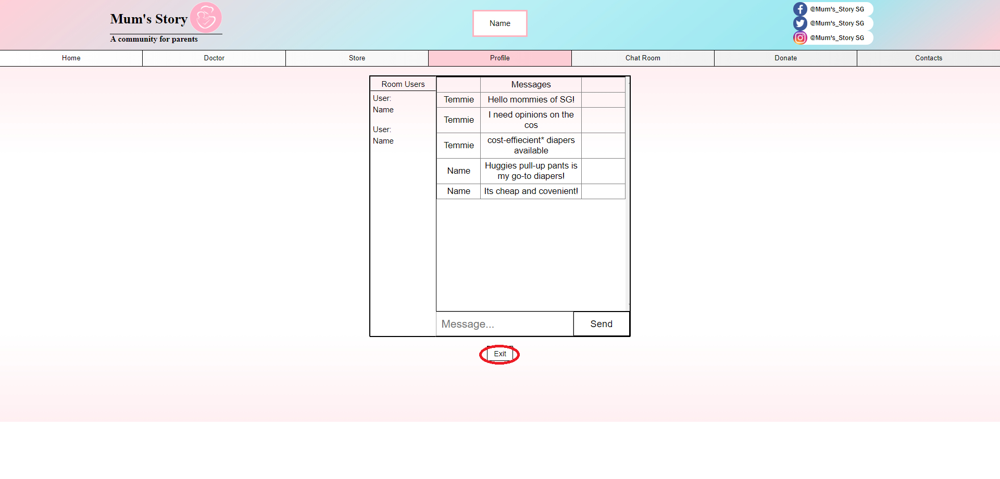 Mum's Story
A community for parents
Name
@Mum's_Story SG
@Mum's_Story SG
@Mum's_Story SG
Home
Doctor
Store
Profile
Chat Room
Donate
Contacts
Room Users
User:
Name
User:
Name
Messages
Temmie
Hello mommies of SG!
Temmie
I need opinions on the
cos
Temmie
cost-effiecient* diapers
available
Name
Huggies pull-up pants is
my go-to diapers!
Name
Its cheap and covenient!
Message...
Send
Exit